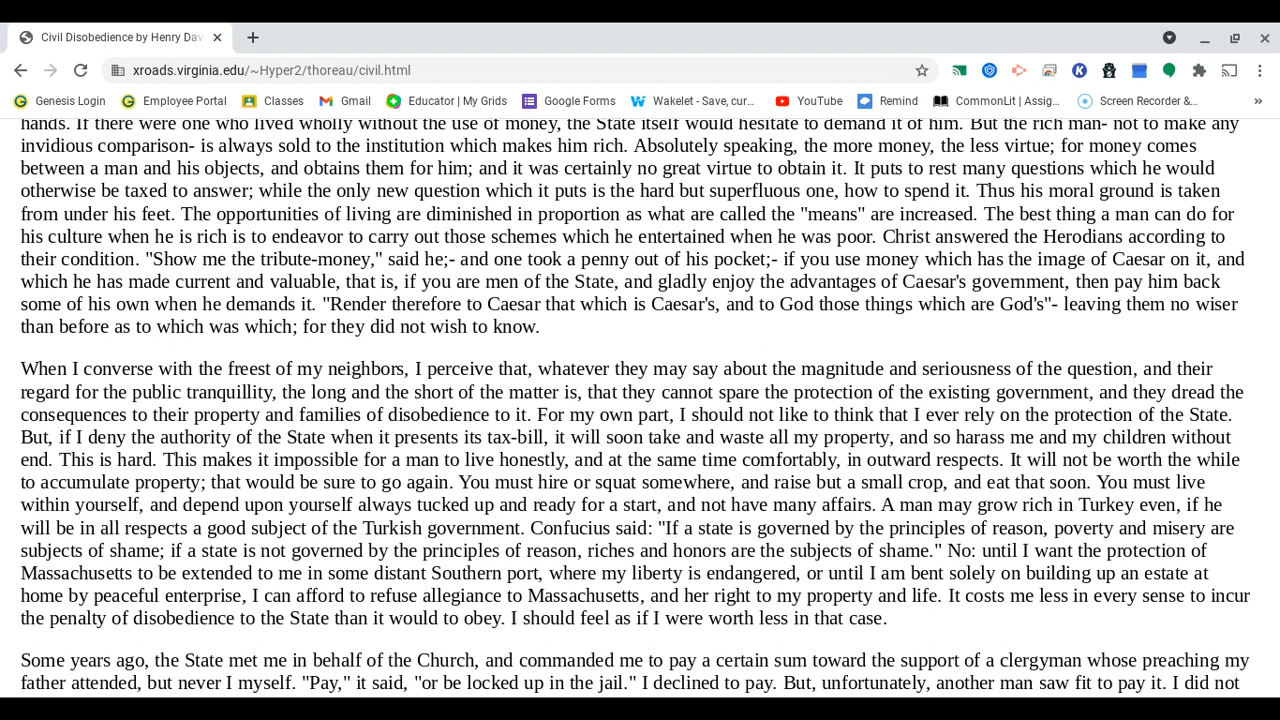 Civil Disobedience by Henry Dav
xroads.virginia.edu/~Hyper2/thoreau/civil.html
Genesis Login Employee Portal Classes Gmail Educator | My Grids Google Forms Wakelet - Save, cur... YouTube Remind CommonLit | Assig... Screen Recorder &... »
hands. If there were one who lived wholly without the use of money, the State itself would hesitate to demand it of him. But the rich man- not to make any
invidious comparison- is always sold to the institution which makes him rich. Absolutely speaking, the more money, the less virtue; for money comes
between a man and his objects, and obtains them for him; and it was certainly no great virtue to obtain it. It puts to rest many questions which he would
otherwise be taxed to answer; while the only new question which it puts is the hard but superfluous one, how to spend it. Thus his moral ground is taken
from under his feet. The opportunities of living are diminished in proportion as what are called the "means" are increased. The best thing a man can do for
his culture when he is rich is to endeavor to carry out those schemes which he entertained when he was poor. Christ answered the Herodians according to
their condition. "Show me the tribute-money," said he;- and one took a penny out of his pocket;- if you use money which has the image of Caesar on it, and
which he has made current and valuable, that is, if you are men of the State, and gladly enjoy the advantages of Caesar's government, then pay him back
some of his own when he demands it. "Render therefore to Caesar that which is Caesar's, and to God those things which are God's"- leaving them no wiser
than before as to which was which; for they did not wish to know.
When I converse with the freest of my neighbors, I perceive that, whatever they may say about the magnitude and seriousness of the question, and their
regard for the public tranquillity, the long and the short of the matter is, that they cannot spare the protection of the existing government, and they dread the
consequences to their property and families of disobedience to it. For my own part, I should not like to think that I ever rely on the protection of the State.
But, if I deny the authority of the State when it presents its tax-bill, it will soon take and waste all my property, and so harass me and my children without
end. This is hard. This makes it impossible for a man to live honestly, and at the same time comfortably, in outward respects. It will not be worth the while
to accumulate property; that would be sure to go again. You must hire or squat somewhere, and raise but a small crop, and eat that soon. You must live
within yourself, and depend upon yourself always tucked up and ready for a start, and not have many affairs. A man may grow rich in Turkey even, if he
will be in all respects a good subject of the Turkish government. Confucius said: "If a state is governed by the principles of reason, poverty and misery are
subjects of shame; if a state is not governed by the principles of reason, riches and honors are the subjects of shame." No: until I want the protection of
Massachusetts to be extended to me in some distant Southern port, where my liberty is endangered, or until I am bent solely on building up an estate at
home by peaceful enterprise, I can afford to refuse allegiance to Massachusetts, and her right to my property and life. It costs me less in every sense to incur
the penalty of disobedience to the State than it would to obey. I should feel as if I were worth less in that case.
Some years ago, the State met me in behalf of the Church, and commanded me to pay a certain sum toward the support of a clergyman whose preaching my
father attended, but never I myself. "Pay," it said, "or be locked up in the jail." I declined to pay. But, unfortunately, another man saw fit to pay it. I did not